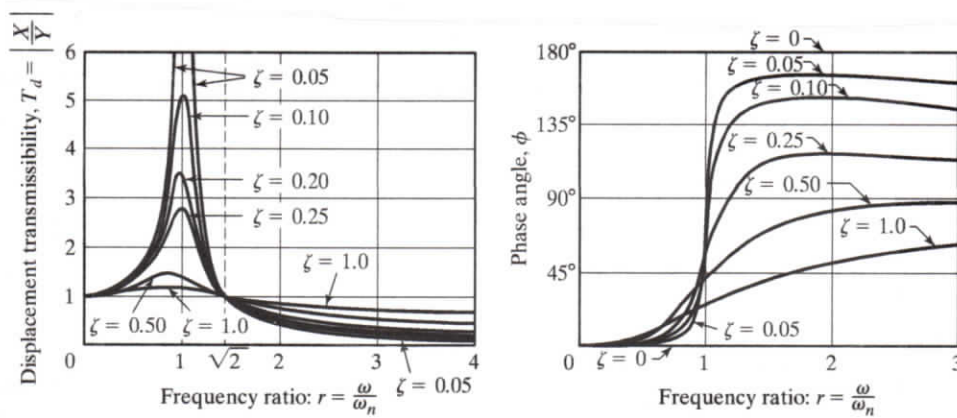 Displacement transmissibility, T_d = |X/Y|
6
5
4
3
2
1
0
ζ = 0.05
ζ = 0.10
ζ = 0.20
ζ = 0.25
ζ = 1.0
ζ = 0.50
ζ = 1.0
ζ = 0.05
0
1
√2
2
3
4
Frequency ratio: r = ω/ω_n
Phase angle, ϕ
180°
135°
90°
45°
0
ζ = 0
ζ = 0.05
ζ = 0.10
ζ = 0.25
ζ = 0.50
ζ = 1.0
ζ = 0.05
ζ = 0
1
2
3
Frequency ratio: r = ω/ω_n